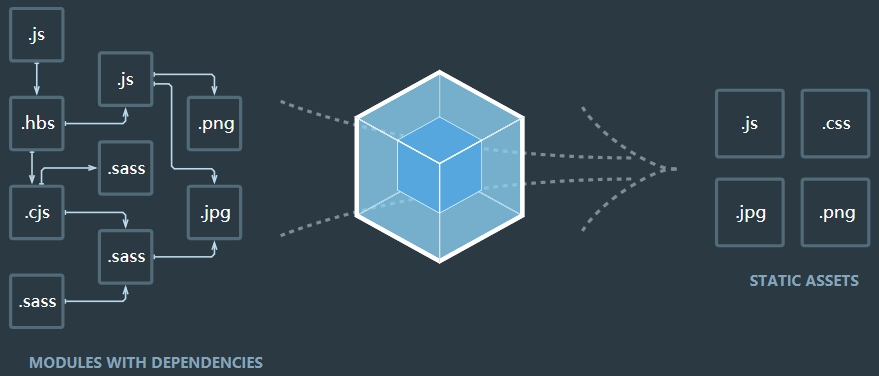 .js
.js
.hbs
.png
.sass
.cjs
.jpg
.sass
.sass
MODULES WITH DEPENDENCIES
.js
.css
.jpg
.png
STATIC ASSETS